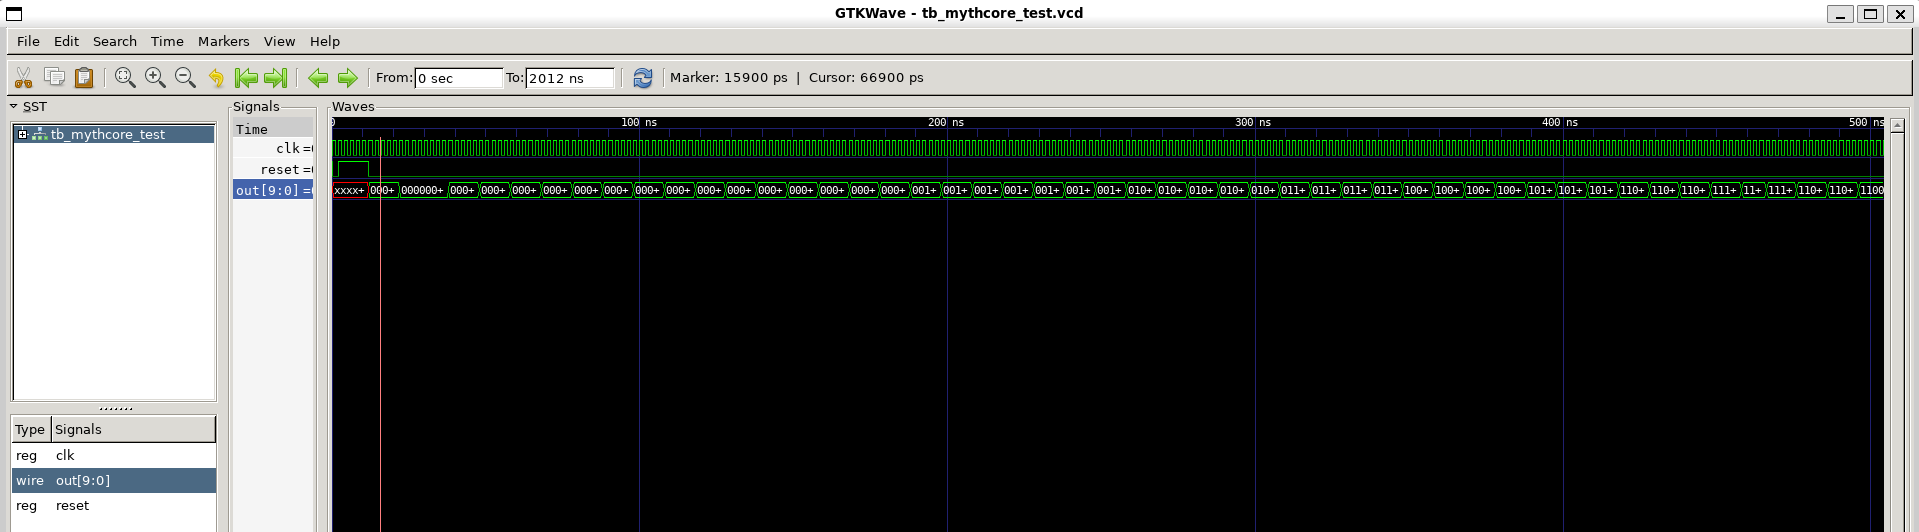 GTKWave - tb_mythcore_test.vcd
File Edit Search Time Markers View Help
From: 0 sec To: 2012 ns Marker: 15900 ps | Cursor: 66900 ps
SST
tb_mythcore_test
Type Signals
reg clk
wire out[9:0]
reg reset
Signals
Time
clk =
reset =
out[9:0] =
Waves
0 100 ns 200 ns 300 ns 400 ns 500 ns
xxxx+ 000+ 000000+ 000+ 000+ 000+ 000+ 000+ 000+ 000+ 000+ 000+ 000+ 000+ 000+ 000+ 000+ 000+ 001+ 001+ 001+ 001+ 001+ 001+ 001+ 010+ 010+ 010+ 010+ 010+ 011+ 011+ 011+ 011+ 100+ 100+ 100+ 100+ 101+ 101+ 101+ 110+ 110+ 110+ 111+ 11+ 111+ 110+ 110+ 1100